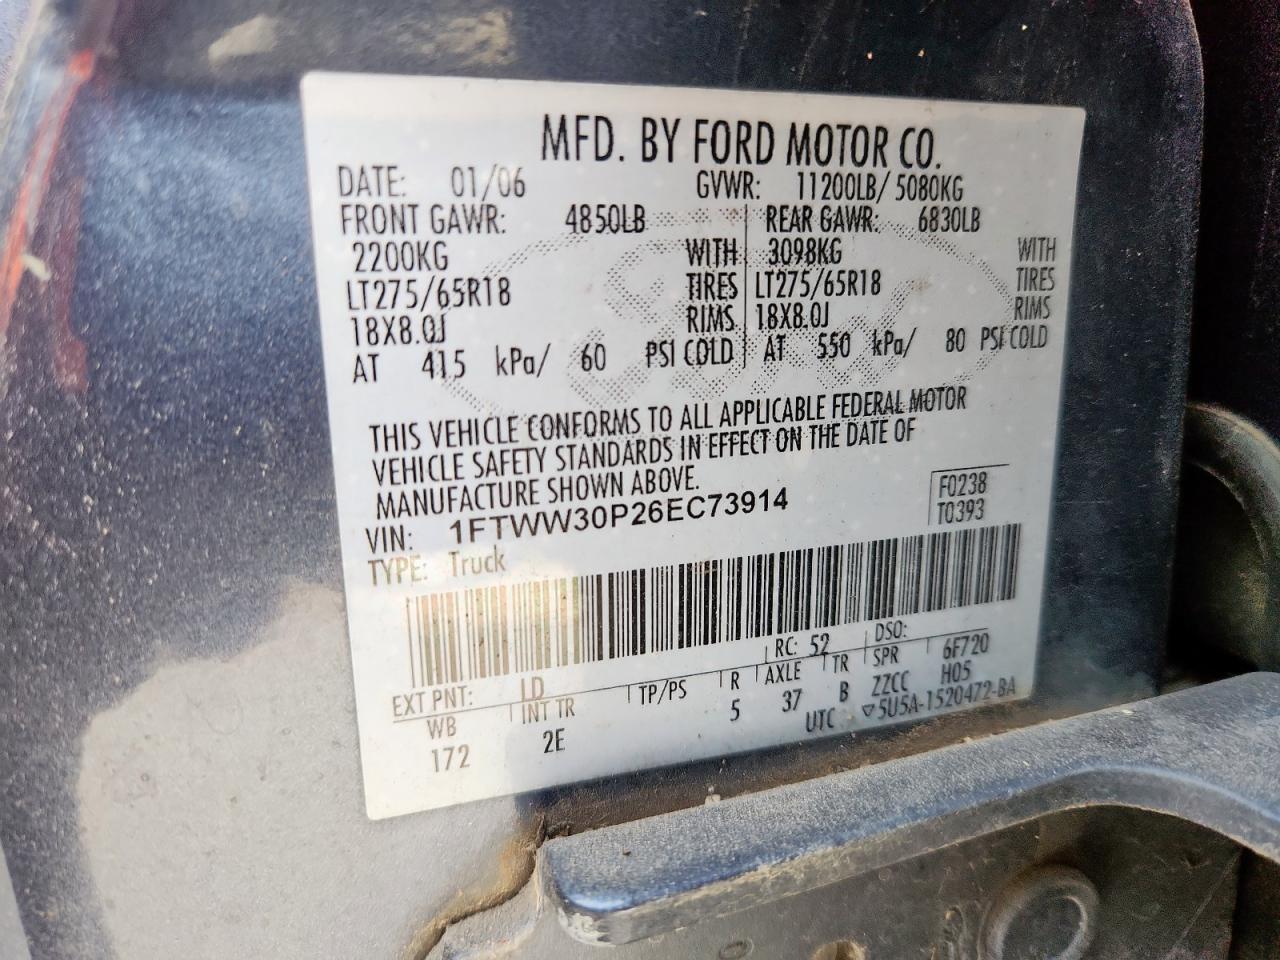 MFD. BY FORD MOTOR CO.
DATE: 01/06 GVWR: 11200LB/ 5080KG
FRONT GAWR: 4850LB REAR GAWR: 6830LB
2200KG WITH 3098KG WITH
LT275/65R18 TIRES LT275/65R18 TIRES
18X8.0J RIMS 18X8.0J RIMS
AT 415 kPa/ 60 PSI COLD AT 550 kPa/ 80 PSI COLD
THIS VEHICLE CONFORMS TO ALL APPLICABLE FEDERAL MOTOR
VEHICLE SAFETY STANDARDS IN EFFECT ON THE DATE OF
MANUFACTURE SHOWN ABOVE.
F0238
VIN: 1FTWW30P26EC73914 T0393
TYPE: Truck
EXT PNT: LD RC: 52 DSO:
WB INT TR TP/PS R AXLE TR SPR 6F720
172 2E 5 37 B ZZCC H05
UTC ▽5U5A-1520472-BA